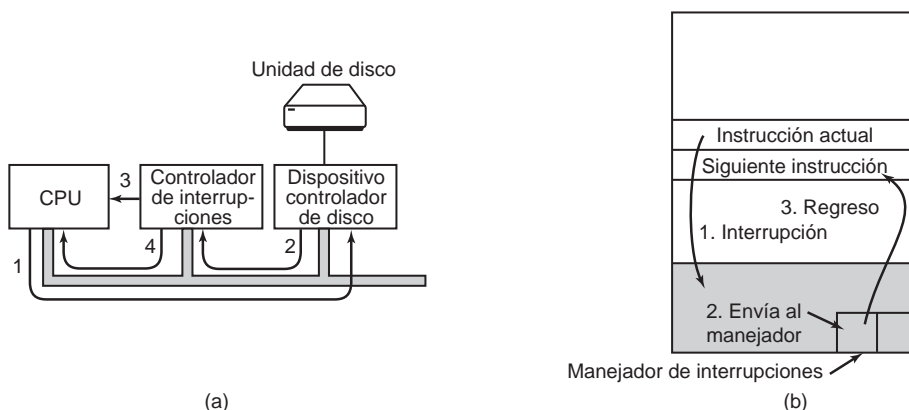 Unidad de disco
CPU
3
Controlador
de interrup-
ciones
Dispositivo
controlador
de disco
1
4
2
(a)
Instrucción actual
Siguiente instrucción
3. Regreso
1. Interrupción
2. Envía al
manejador
Manejador de interrupciones
(b)